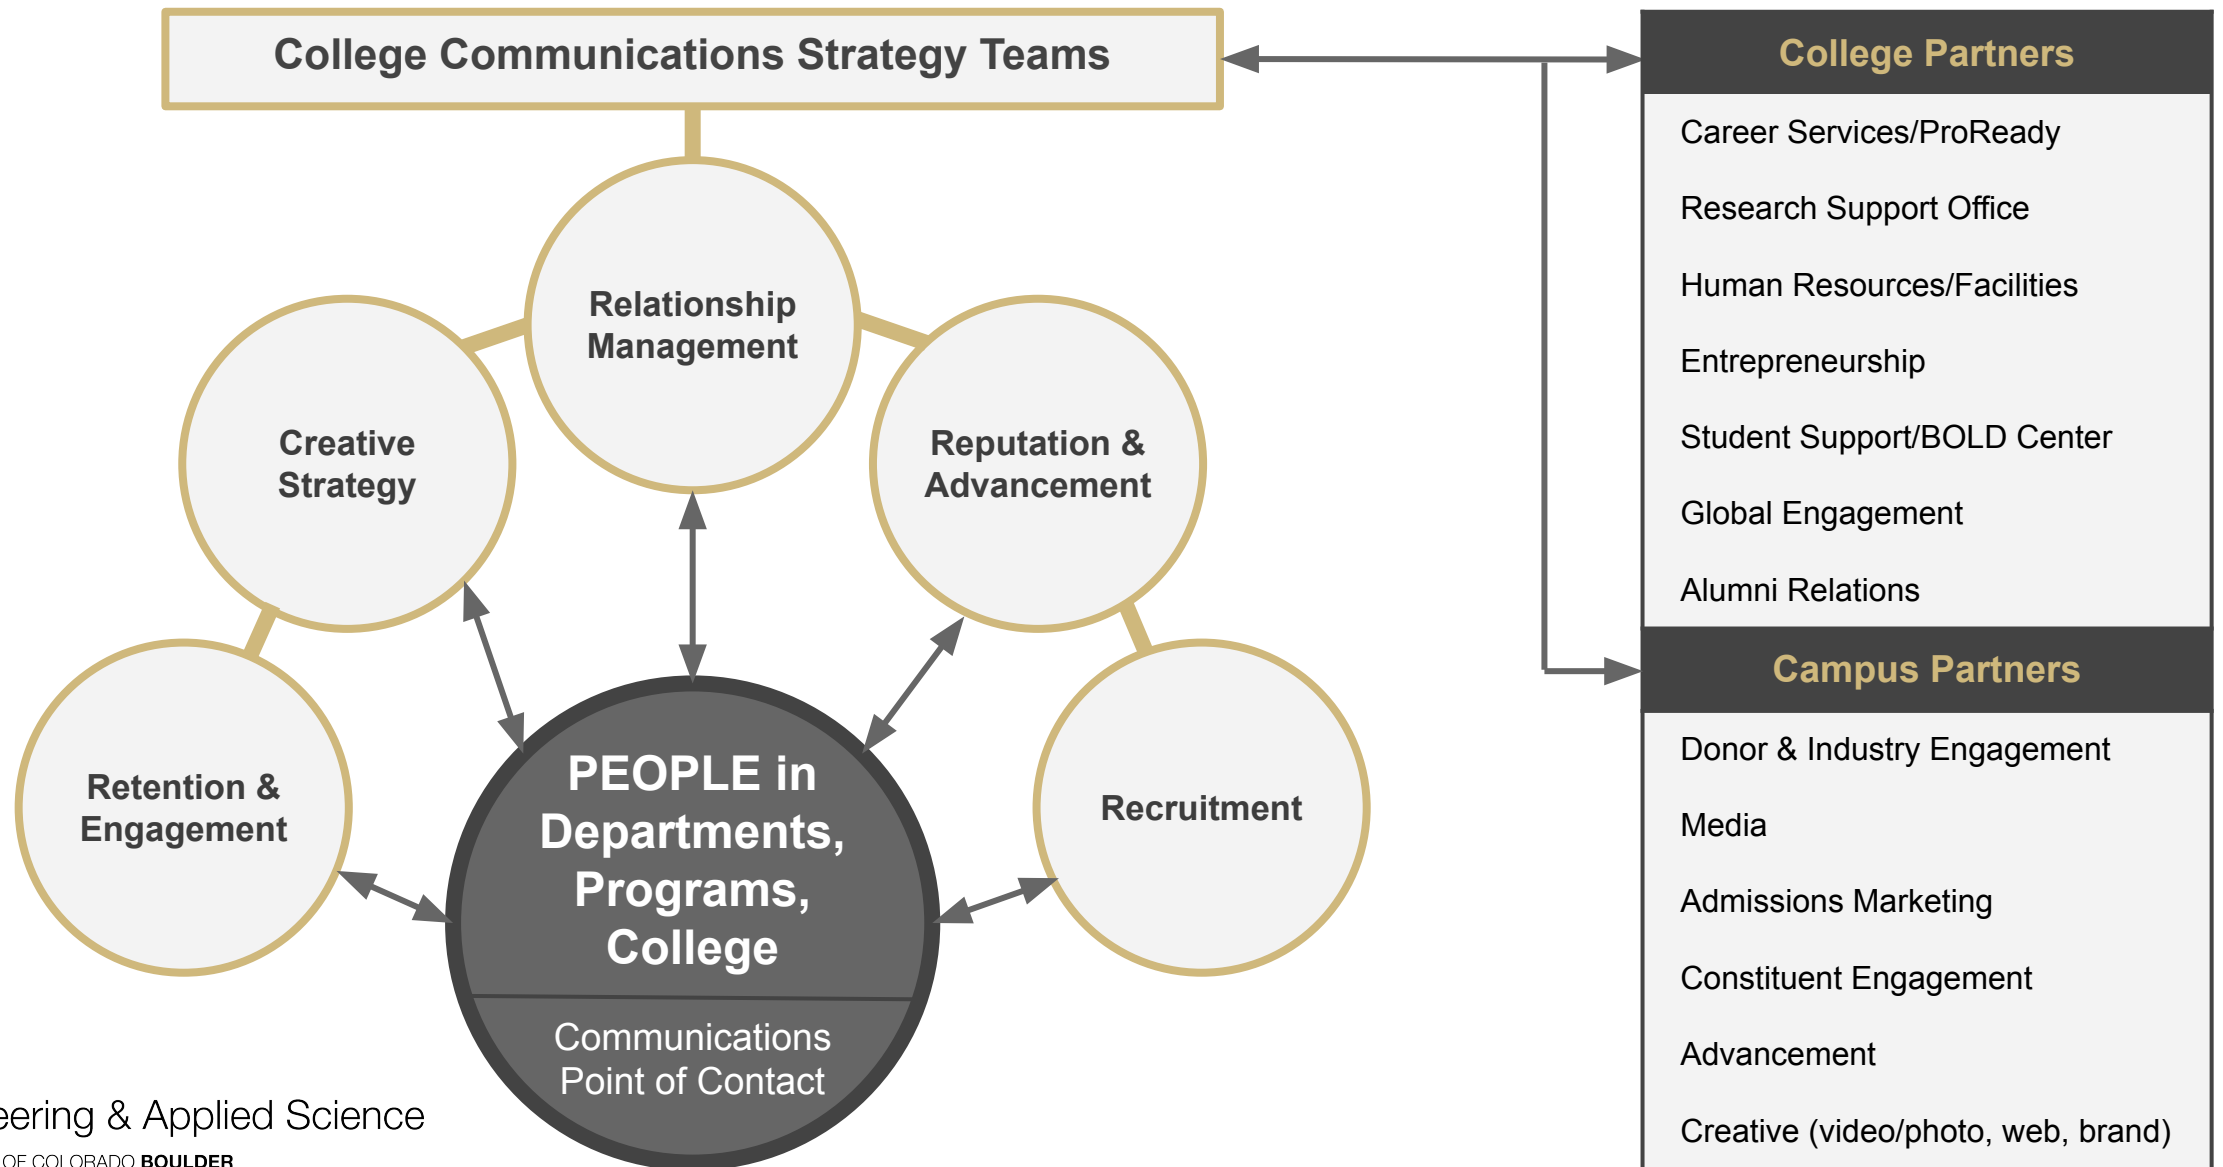 College Communications Strategy Teams
Relationship
Management
Creative
Strategy
Reputation &
Advancement
Retention &
Engagement
Recruitment
PEOPLE in
Departments,
Programs,
College
Communications
Point of Contact
College Partners
Career Services/ProReady
Research Support Office
Human Resources/Facilities
Entrepreneurship
Student Support/BOLD Center
Global Engagement
Alumni Relations
Campus Partners
Donor & Industry Engagement
Media
Admissions Marketing
Constituent Engagement
Advancement
Creative (video/photo, web, brand)
& Applied Science
OF COLORADO BOULDER